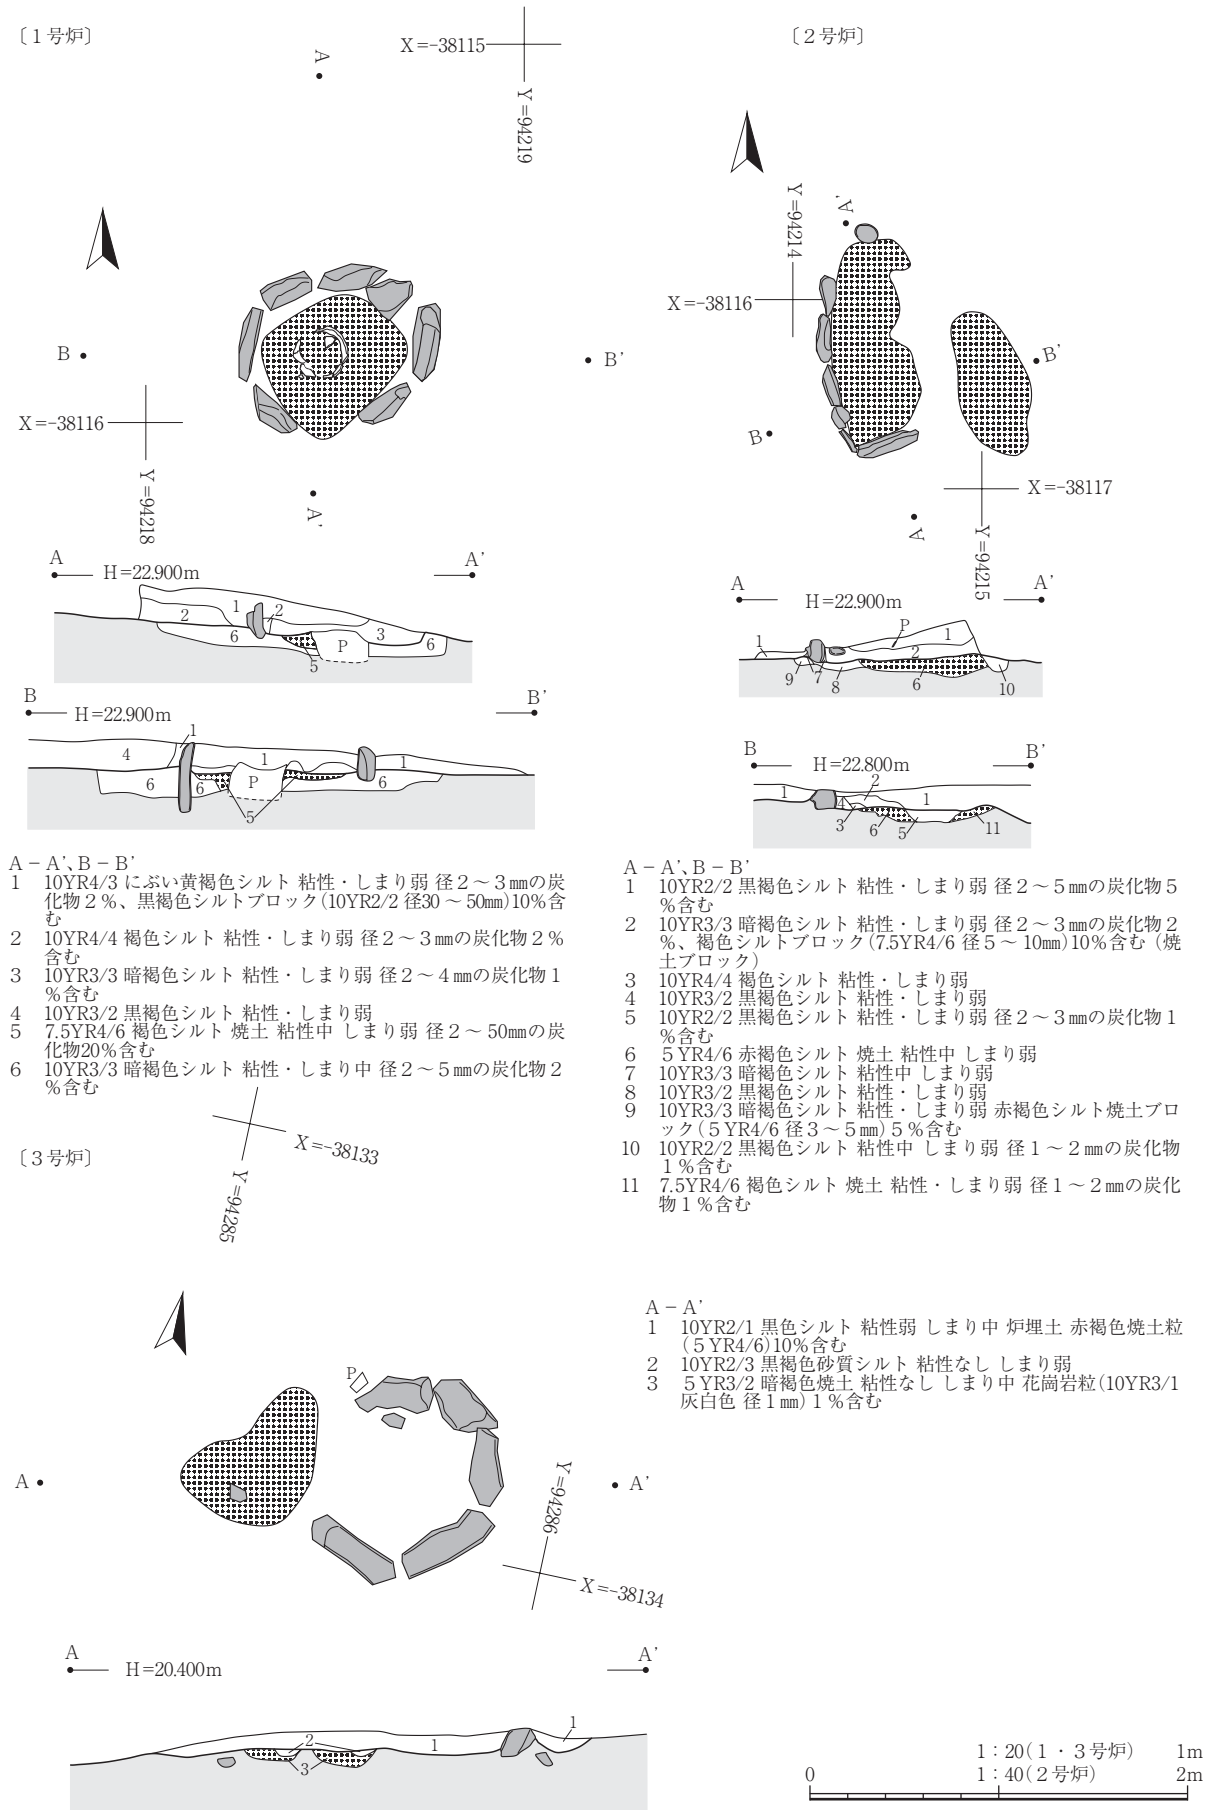 〔１号炉〕
A
X=-38115
Y=94219
B
B’
X=-38116
Y=94218
A’
A
A’
H=22.900m
1
2
2
3
6
P
6
5
B
B’
H=22.900m
1
4
1
1
6
6
P
6
5
A－A’、B－B’
1 10YR4/3 にぶい黄褐色シルト 粘性・しまり弱 径２～３㎜の炭
化物２％、黒褐色シルトブロック(10YR2/2 径30 ～ 50㎜)10％含
む
2 10YR4/4 褐色シルト 粘性・しまり弱 径２～３㎜の炭化物２％
含む
3 10YR3/3 暗褐色シルト 粘性・しまり弱 径２～４㎜の炭化物１
％含む
4 10YR3/2 黒褐色シルト 粘性・しまり弱
5 7.5YR4/6 褐色シルト 焼土 粘性中 しまり弱 径２～ 50㎜の炭
化物20％含む
6 10YR3/3 暗褐色シルト 粘性・しまり中 径２～５㎜の炭化物２
％含む
〔２号炉〕
Y=94214
A’
X=-38116
B’
B
X=-38117
A
Y=94215
A
A’
H=22.900m
P
1
1
2
9
7
8
6
10
B
B’
H=22.800m
1
2
4
1
3
6
5
11
A－A’、B－B’
1 10YR2/2 黒褐色シルト 粘性・しまり弱 径２～５㎜の炭化物５
％含む
2 10YR3/3 暗褐色シルト 粘性・しまり弱 径２～３㎜の炭化物２
％、褐色シルトブロック(7.5YR4/6 径５～ 10㎜)10％含む（焼
土ブロック）
3 10YR4/4 褐色シルト 粘性・しまり弱
4 10YR3/2 黒褐色シルト 粘性・しまり弱
5 10YR2/2 黒褐色シルト 粘性・しまり弱 径２～３㎜の炭化物１
％含む
6 ５YR4/6 赤褐色シルト 焼土 粘性中 しまり弱
7 10YR3/3 暗褐色シルト 粘性中 しまり弱
8 10YR3/2 黒褐色シルト 粘性・しまり弱
9 10YR3/3 暗褐色シルト 粘性・しまり弱 赤褐色シルト焼土ブロ
ック(５YR4/6 径３～５㎜)５％含む
10 10YR2/2 黒褐色シルト 粘性中 しまり弱 径１～２㎜の炭化物
１％含む
11 7.5YR4/6 褐色シルト 焼土 粘性・しまり弱 径１～２㎜の炭化
物１％含む
〔３号炉〕
X=-38133
Y=94285
P
A
A’
Y=94286
X=-38134
A
A’
H=20.400m
1
2
1
3
A－A’
1 10YR2/1 黒色シルト 粘性弱 しまり中 炉埋土 赤褐色焼土粒
(５YR4/6)10％含む
2 10YR2/3 黒褐色砂質シルト 粘性なし しまり弱
3 ５YR3/2 暗褐色焼土 粘性なし しまり中 花崗岩粒(10YR3/1
灰白色 径１㎜)１％含む
1：20(１・３号炉) 1m
0 1：40(２号炉) 2m